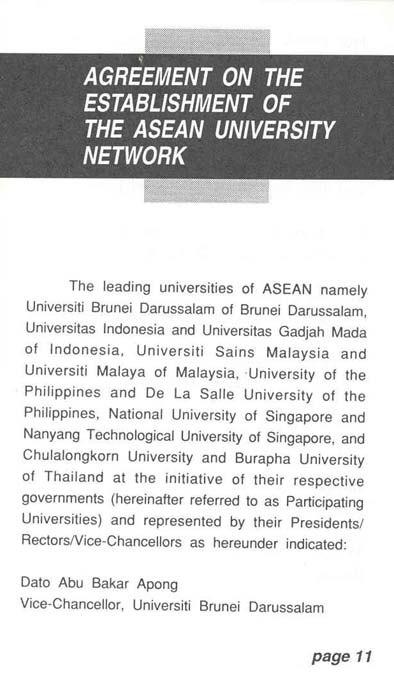 AGREEMENT ON THE
ESTABLISHMENT OF
THE ASEAN UNIVERSITY
NETWORK
The leading universities of ASEAN namely
Universiti Brunei Darussalam of Brunei Darussalam,
Universitas Indonesia and Universitas Gadjah Mada
of Indonesia, Universiti Sains Malaysia and
Universiti Malaya of Malaysia, University of the
Philippines and De La Salle University of the
Philippines, National University of Singapore and
Nanyang Technological University of Singapore, and
Chulalongkorn University and Burapha University
of Thailand at the initiative of their respective
governments (hereinafter referred to as Participating
Universities) and represented by their Presidents/
Rectors/Vice-Chancellors as hereunder indicated:
Dato Abu Bakar Apong
Vice-Chancellor, Universiti Brunei Darussalam
page 11